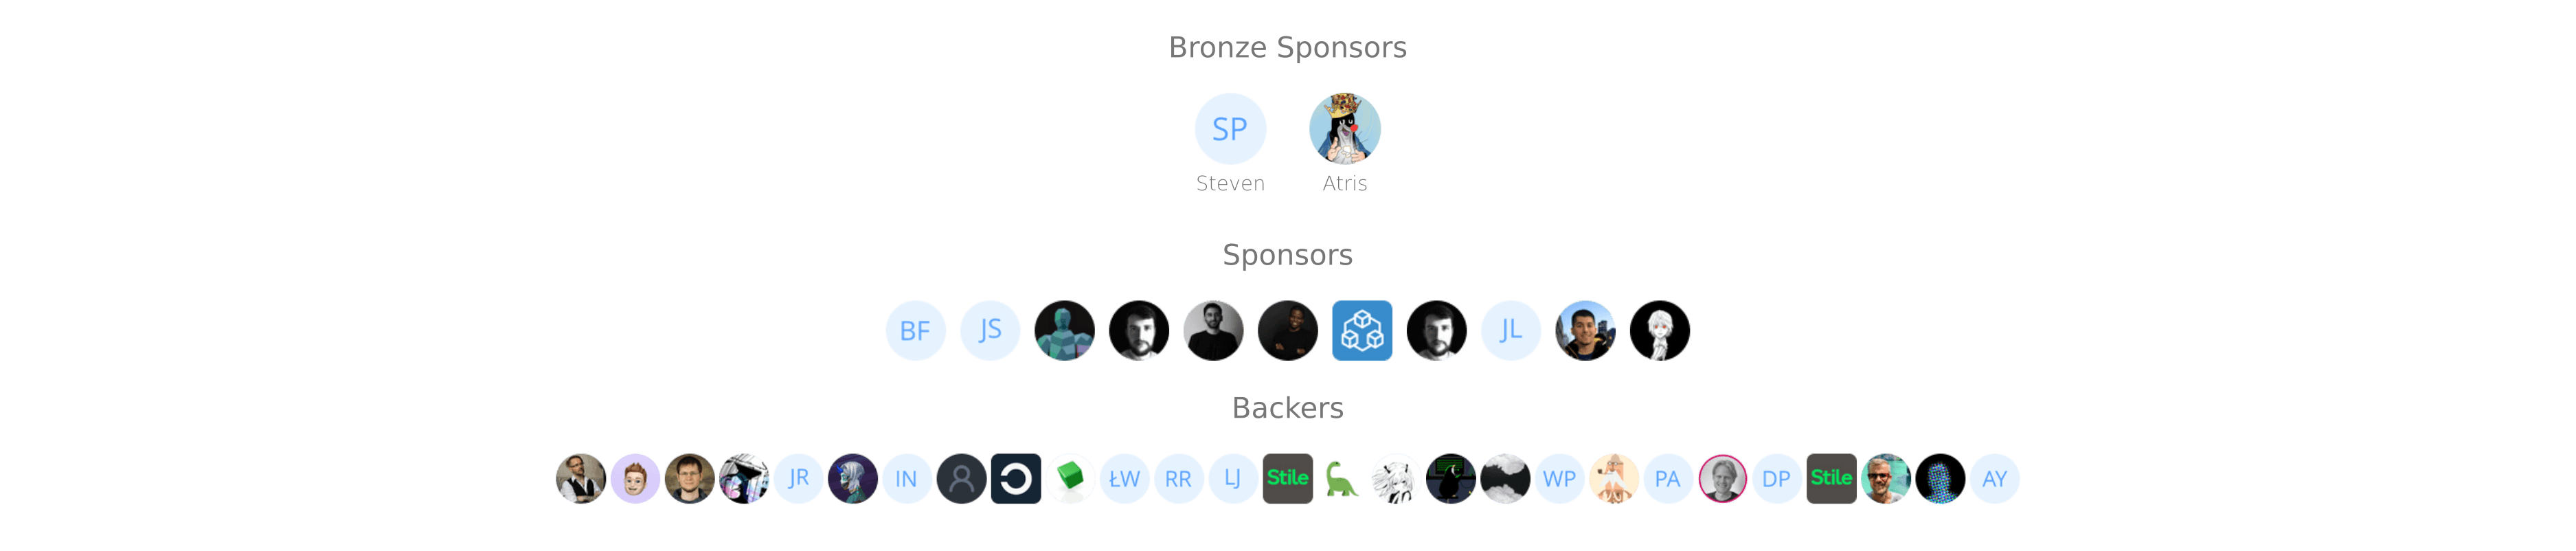 Bronze Sponsors
SP
Steven Atris
Sponsors
BF JS JL
Backers
JR IN ŁW RR LJ Stile WP PA DP Stile AY